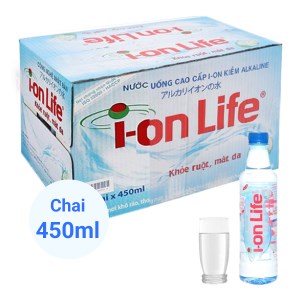 NƯỚC UỐNG CAO CẤP I-ON KIỀM ALKALINE
アルカリイオンの水
i-on Life®
Khỏe ruột, mát da
i-on Life
ai x 450ml
i-on Life
Chai
450ml